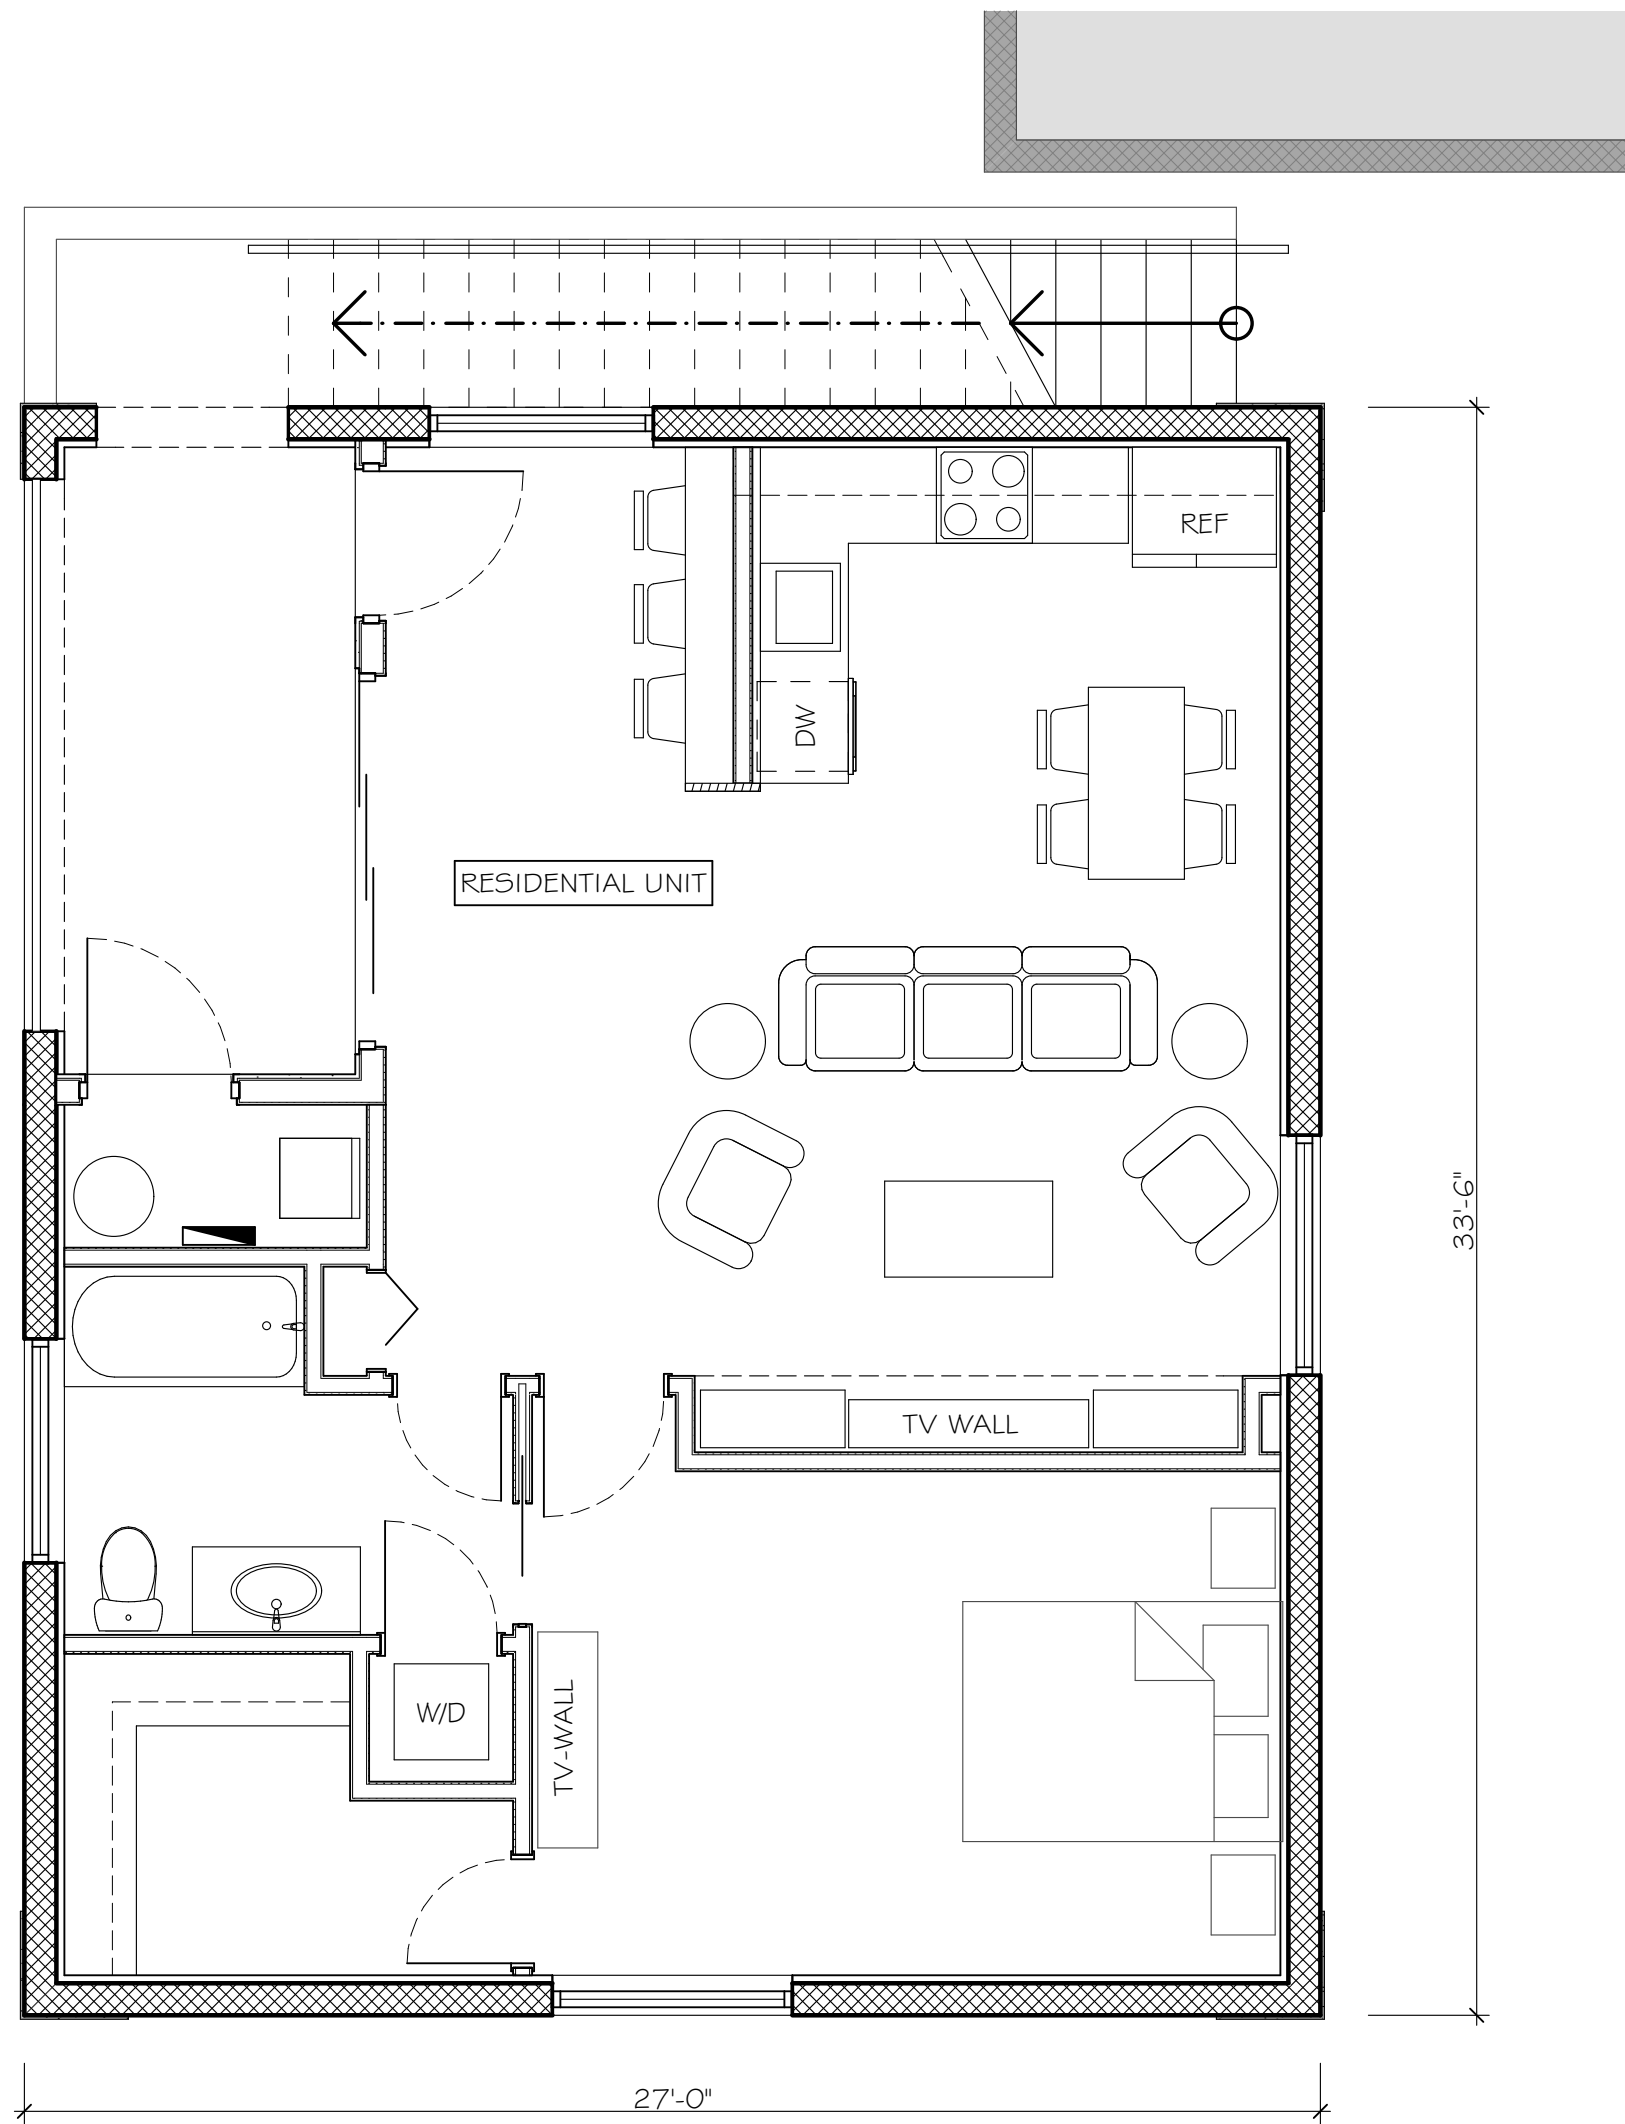 REF
DW
RESIDENTIAL UNIT
33'-6"
TV WALL
W/D
TV-WALL
27'-0"